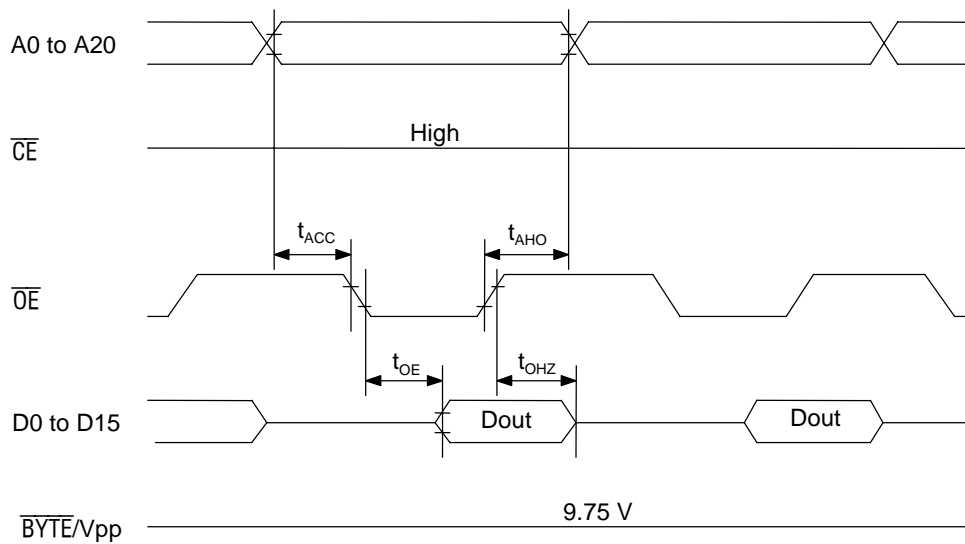 A0 to A20
CE
High
tACC
tAHO
OE
tOE
tOHZ
D0 to D15
Dout
Dout
BYTE/Vpp
9.75 V